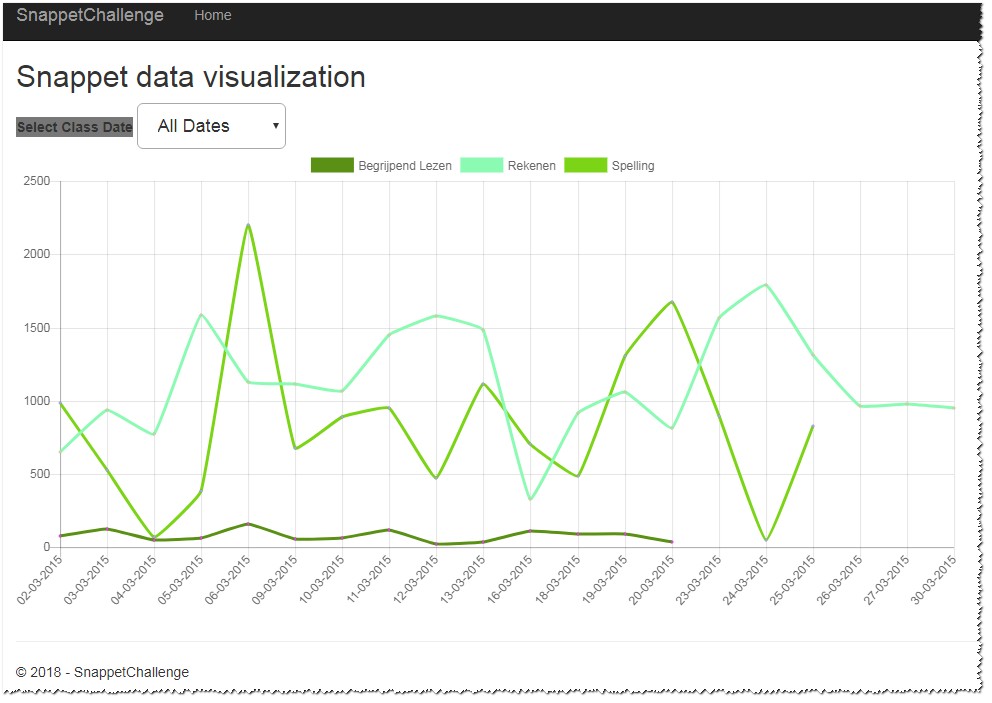 SnappetChallenge Home
Snappet data visualization
Select Class Date All Dates
Begrijpend Lezen Rekenen Spelling
2500
2000
1500
1000
500
0
02-03-2015 03-03-2015 04-03-2015 05-03-2015 06-03-2015 09-03-2015 10-03-2015 11-03-2015 12-03-2015 13-03-2015 16-03-2015 18-03-2015 19-03-2015 20-03-2015 23-03-2015 24-03-2015 25-03-2015 26-03-2015 27-03-2015 30-03-2015
© 2018 - SnappetChallenge